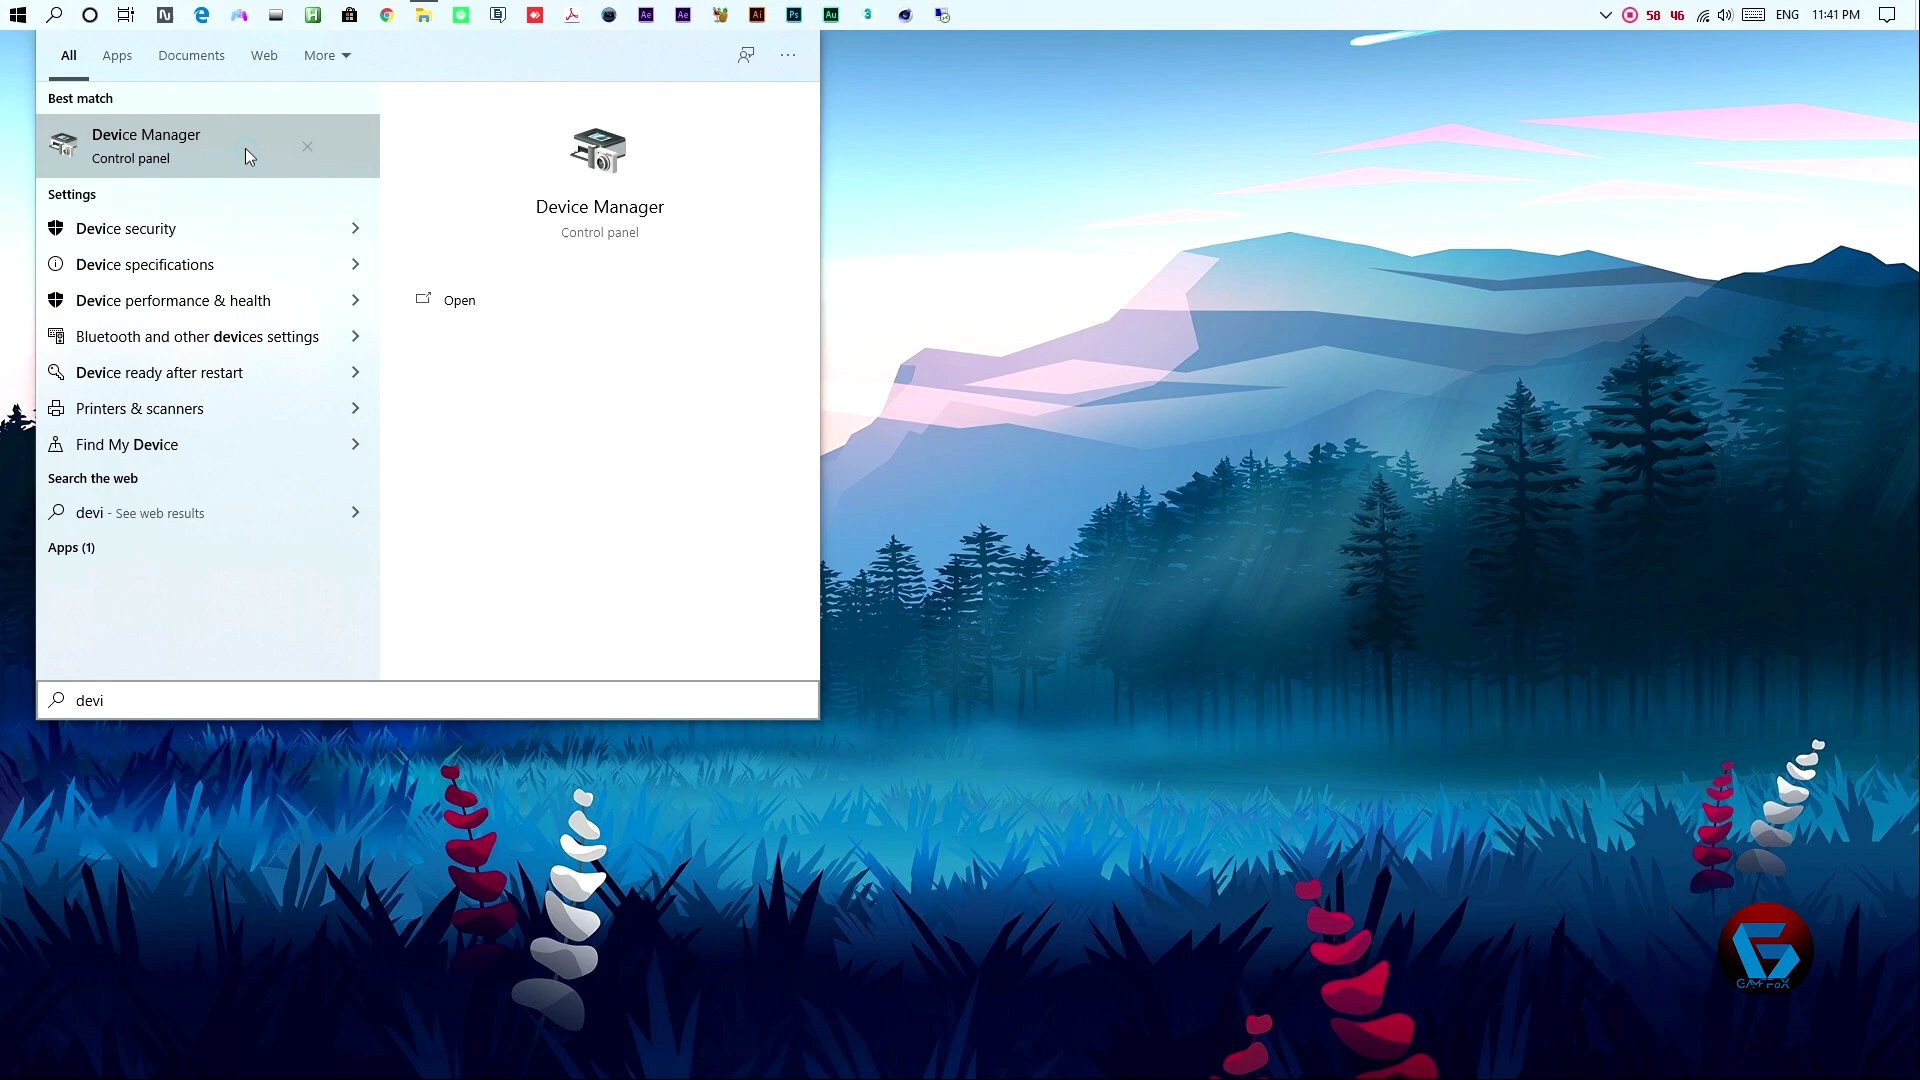 58 46 ENG 11:41 PM
All Apps Documents Web More
Best match
Device Manager
Control panel
Settings
Device security
Device specifications
Device performance & health
Bluetooth and other devices settings
Device ready after restart
Printers & scanners
Find My Device
Search the web
devi - See web results
Apps (1)
Device Manager
Control panel
Open
devi